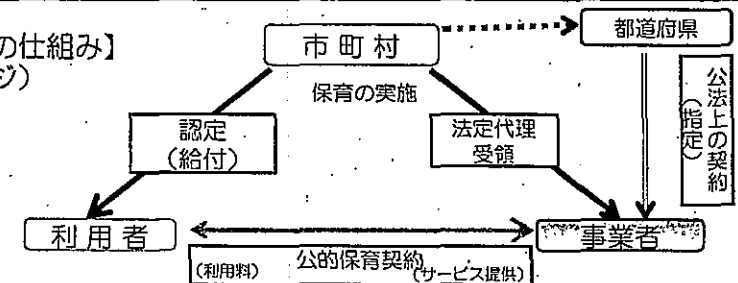 の仕組み】
ジ）
市町村
都道府県
保育の実施
認定
（給付）
法定代理
受領
公法上の契約
（指定）
利用者
事業者
公的保育契約
（利用料）
（サービス提供）